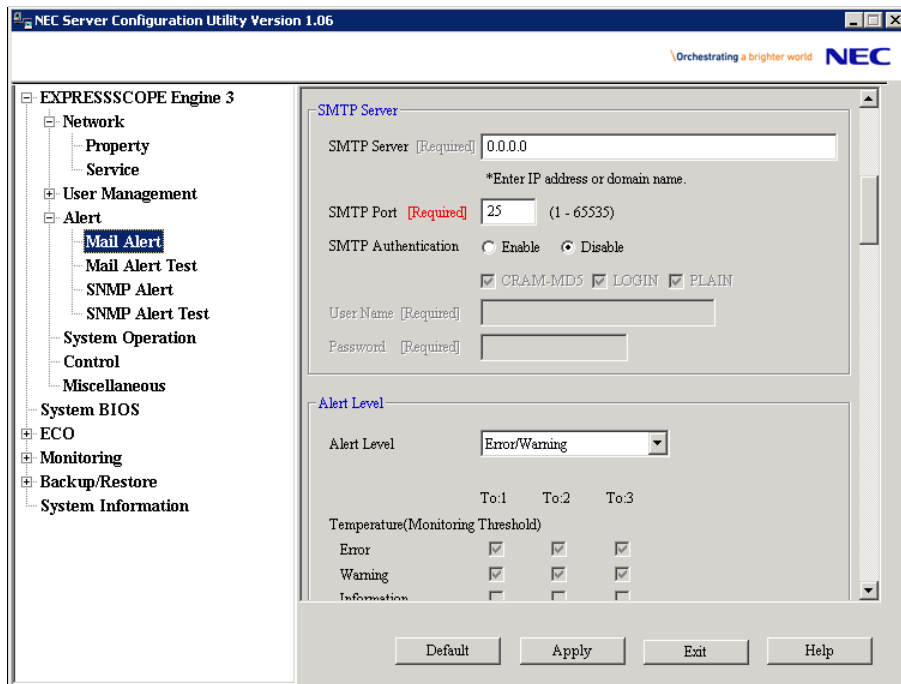 NEC Server Configuration Utility Version 1.06
\Orchestrating a brighter world NEC
EXPRESSSCOPE Engine 3
Network
Property
Service
User Management
Alert
Mail Alert
Mail Alert Test
SNMP Alert
SNMP Alert Test
System Operation
Control
Miscellaneous
System BIOS
ECO
Monitoring
Backup/Restore
System Information
SMTP Server
SMTP Server [Required] 0.0.0.0
*Enter IP address or domain name.
SMTP Port [Required] 25 (1 - 65535)
SMTP Authentication Enable Disable
CRAM-MD5 LOGIN PLAIN
User Name [Required]
Password [Required]
Alert Level
Alert Level Error/Warning
To:1 To:2 To:3
Temperature(Monitoring Threshold)
Error
Warning
Information
Default Apply Exit Help